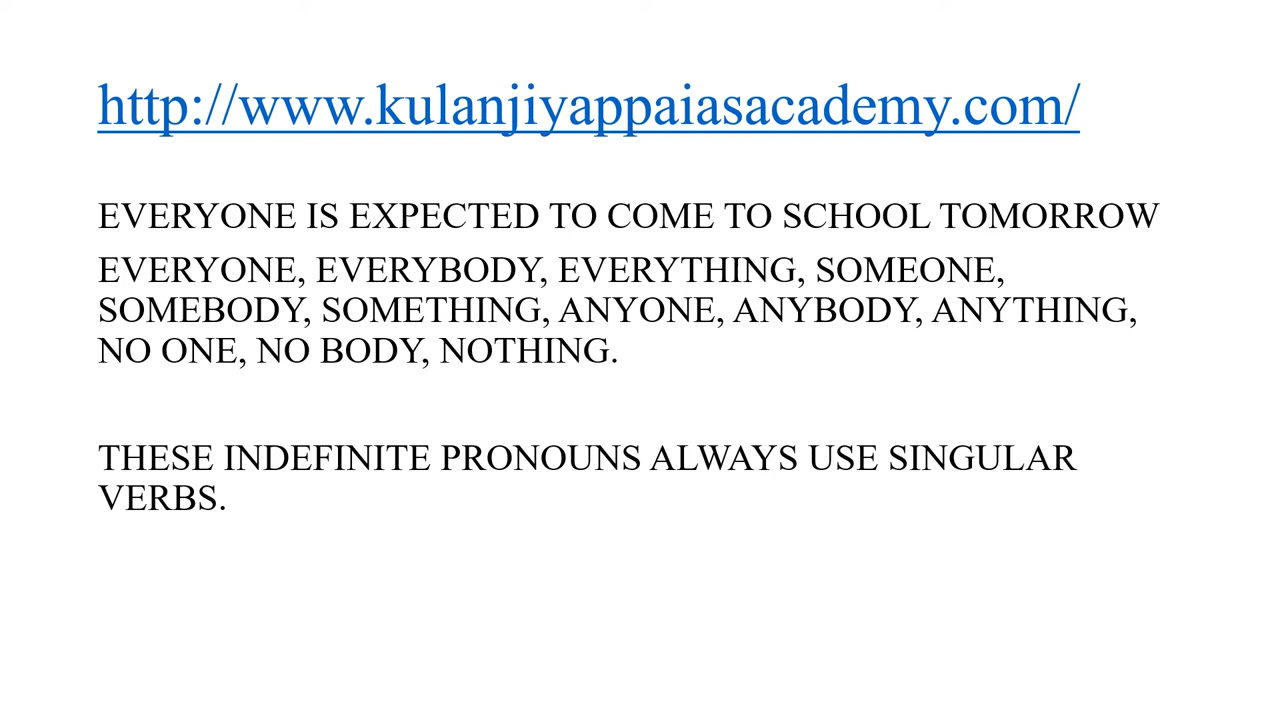 http://www.kulanjiyappaiasacademy.com/
EVERYONE IS EXPECTED TO COME TO SCHOOL TOMORROW
EVERYONE, EVERYBODY, EVERYTHING, SOMEONE,
SOMEBODY, SOMETHING, ANYONE, ANYBODY, ANYTHING,
NO ONE, NO BODY, NOTHING.
THESE INDEFINITE PRONOUNS ALWAYS USE SINGULAR
VERBS.